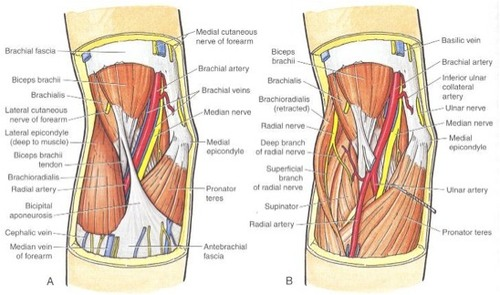 Brachial fascia
Biceps brachii
Brachialis
Lateral cutaneous
nerve of forearm
Lateral epicondyle
(deep to muscle)
Biceps brachii
tendon
Brachioradialis
Radial artery
Bicipital
aponeurosis
Cephalic vein
Median vein
of forearm
A
Medial cutaneous
nerve of forearm
Brachial artery
Brachial veins
Median nerve
Medial
epicondyle
Pronator
teres
Antebrachial
fascia
Biceps
brachii
Brachialis
Brachioradialis
(retracted)
Radial nerve
Deep branch
of radial nerve
Superficial
branch
of radial nerve
Supinator
Radial artery
B
Basilic vein
Brachial artery
Inferior ulnar
collateral
artery
Ulnar nerve
Median nerve
Medial
epicondyle
Ulnar artery
Pronator teres